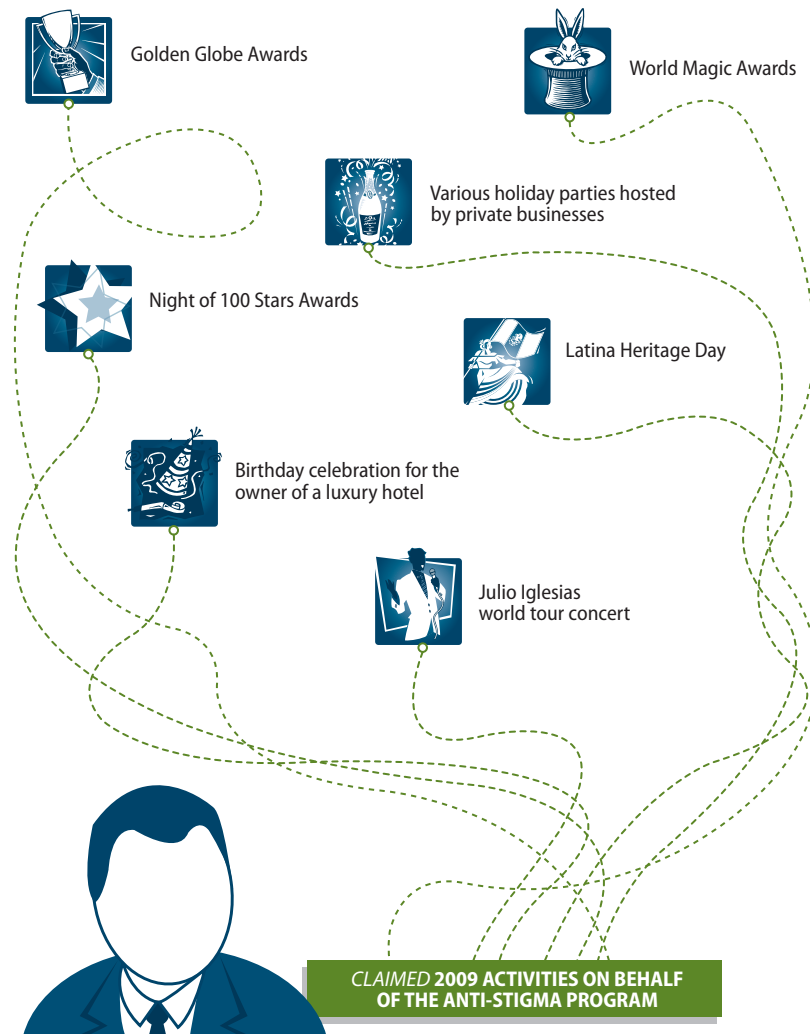 Golden Globe Awards
World Magic Awards
Various holiday parties hosted
by private businesses
Night of 100 Stars Awards
Latina Heritage Day
Birthday celebration for the
owner of a luxury hotel
Julio Iglesias
world tour concert
CLAIMED 2009 ACTIVITIES ON BEHALF
OF THE ANTI-STIGMA PROGRAM